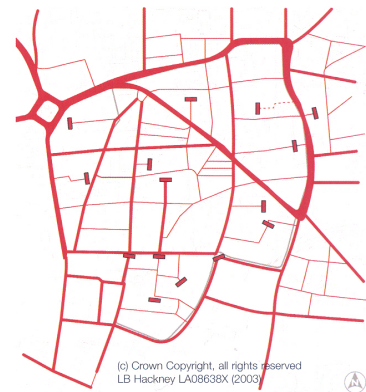 (c) Crown Copyright, all rights reserved
LB Hackney LA08638X (2003)